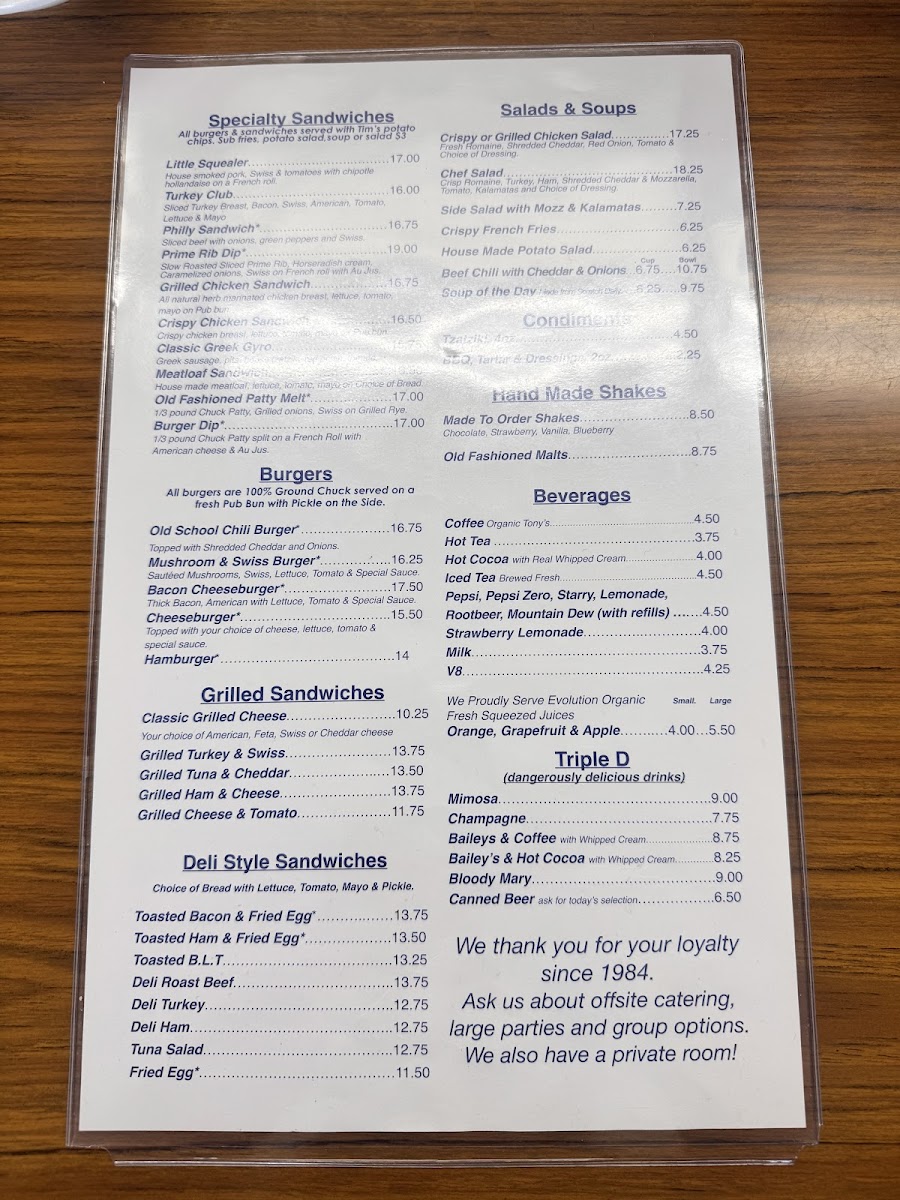 Specialty Sandwiches
All burgers & sandwiches served with Tim's potato
chips. Sub fries, potato salad, soup or salad $3
Little Squealer.......17.00
House smoked pork, Swiss & tomatoes with chipotle
hollandaise on a French roll.
Turkey Club.......16.00
Sliced Turkey Breast, Bacon, Swiss, American, Tomato,
Lettuce & Mayo
Philly Sandwich*.......16.75
Sliced beef with onions, green peppers and Swiss.
Prime Rib Dip*.......19.00
Slow Roasted Sliced Prime Rib, Horseradish cream,
Caramelized onions, Swiss on French roll with Au Jus.
Grilled Chicken Sandwich.......16.75
All natural herb marinated chicken breast, lettuce, tomato,
mayo on Pub bun
Crispy Chicken Sandwich.......16.50
Crispy chicken breast, lettuce,
Classic Greek Gyro
Greek sausage,
Meatloaf Sandwich
House made meatloaf, lettuce, tomato, mayo on Choice of Bread
Old Fashioned Patty Melt*.......17.00
1/3 pound Chuck Patty, Grilled onions, Swiss on Grilled Rye.
Burger Dip*.......17.00
1/3 pound Chuck Patty split on a French Roll with
American cheese & Au Jus.
Burgers
All burgers are 100% Ground Chuck served on a
fresh Pub Bun with Pickle on the Side.
Old School Chili Burger*.......16.75
Topped with Shredded Cheddar and Onions.
Mushroom & Swiss Burger*.......16.25
Sautéed Mushrooms, Swiss, Lettuce, Tomato & Special Sauce.
Bacon Cheeseburger*.......17.50
Thick Bacon, American with Lettuce, Tomato & Special Sauce.
Cheeseburger*.......15.50
Topped with your choice of cheese, lettuce, tomato &
special sauce.
Hamburger*.......14
Grilled Sandwiches
Classic Grilled Cheese.......10.25
Your choice of American, Feta, Swiss or Cheddar cheese
Grilled Turkey & Swiss.......13.75
Grilled Tuna & Cheddar.......13.50
Grilled Ham & Cheese.......13.75
Grilled Cheese & Tomato.......11.75
Deli Style Sandwiches
Choice of Bread with Lettuce, Tomato, Mayo & Pickle.
Toasted Bacon & Fried Egg*.......13.75
Toasted Ham & Fried Egg*.......13.50
Toasted B.L.T.......13.25
Deli Roast Beef.......13.75
Deli Turkey.......12.75
Deli Ham.......12.75
Tuna Salad.......12.75
Fried Egg*.......11.50
Salads & Soups
Crispy or Grilled Chicken Salad.......17.25
Fresh Romaine, Shredded Cheddar, Red Onion, Tomato &
Choice of Dressing.
Chef Salad.......18.25
Crisp Romaine, Turkey, Ham, Shredded Cheddar & Mozzarella,
Tomato, Kalamatas and Choice of Dressing
Side Salad with Mozz & Kalamatas.......7.25
Crispy French Fries.......6.25
House Made Potato Salad.......6.25
Cup Bowl
Beef Chili with Cheddar & Onions 6.75....10.75
Soup of the Day Made from Scratch Daily 6.25.....9.75
Condiments
Tzatziki 4oz.......4.50
BBQ, Tartar & Dressings, 2oz.......2.25
Hand Made Shakes
Made To Order Shakes.......8.50
Chocolate, Strawberry, Vanilla, Blueberry
Old Fashioned Malts.......8.75
Beverages
Coffee Organic Tony's.......4.50
Hot Tea.......3.75
Hot Cocoa with Real Whipped Cream.......4.00
Iced Tea Brewed Fresh.......4.50
Pepsi, Pepsi Zero, Starry, Lemonade,
Rootbeer, Mountain Dew (with refills).......4.50
Strawberry Lemonade.......4.00
Milk.......3.75
V8.......4.25
We Proudly Serve Evolution Organic Small. Large
Fresh Squeezed Juices
Orange, Grapefruit & Apple...........4.00...5.50
Triple D
(dangerously delicious drinks)
Mimosa.......9.00
Champagne.......7.75
Baileys & Coffee with Whipped Cream.......8.75
Bailey's & Hot Cocoa with Whipped Cream.......8.25
Bloody Mary.......9.00
Canned Beer ask for today's selection.......6.50
We thank you for your loyalty
since 1984.
Ask us about offsite catering,
large parties and group options.
We also have a private room!